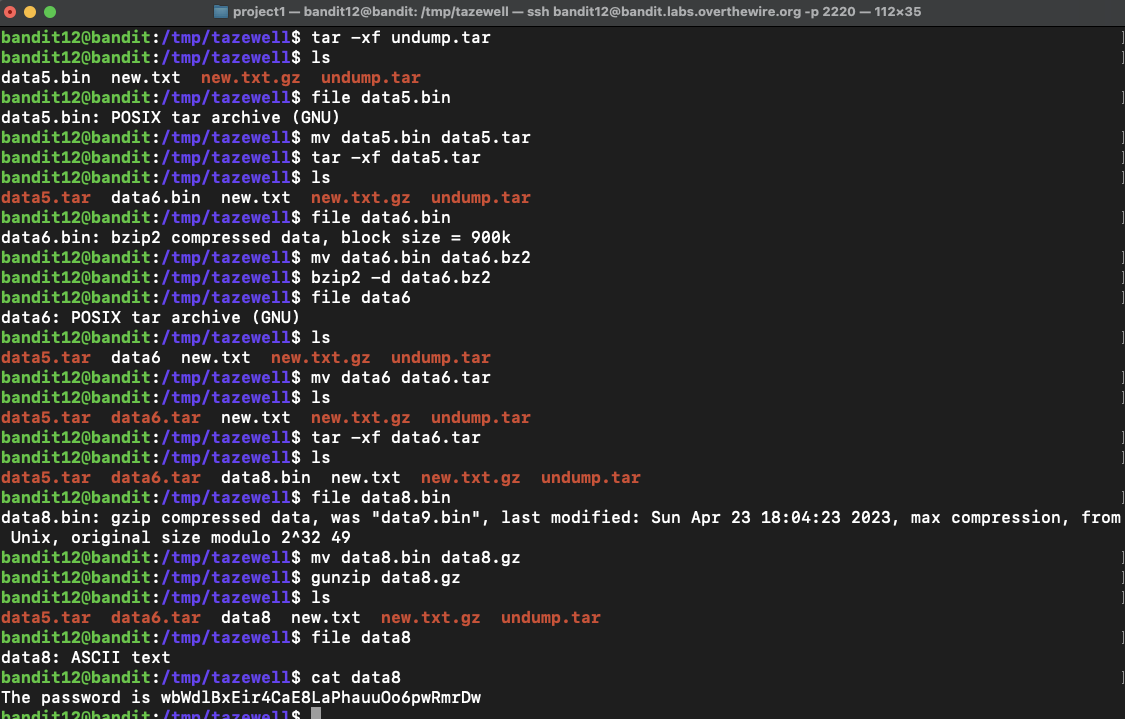 project1 — bandit12@bandit: /tmp/tazewell — ssh bandit12@bandit.labs.overthewire.org -p 2220 — 112×35
bandit12@bandit:/tmp/tazewell$ tar -xf undump.tar
bandit12@bandit:/tmp/tazewell$ ls
data5.bin  new.txt  new.txt.gz  undump.tar
bandit12@bandit:/tmp/tazewell$ file data5.bin
data5.bin: POSIX tar archive (GNU)
bandit12@bandit:/tmp/tazewell$ mv data5.bin data5.tar
bandit12@bandit:/tmp/tazewell$ tar -xf data5.tar
bandit12@bandit:/tmp/tazewell$ ls
data5.tar  data6.bin  new.txt  new.txt.gz  undump.tar
bandit12@bandit:/tmp/tazewell$ file data6.bin
data6.bin: bzip2 compressed data, block size = 900k
bandit12@bandit:/tmp/tazewell$ mv data6.bin data6.bz2
bandit12@bandit:/tmp/tazewell$ bzip2 -d data6.bz2
bandit12@bandit:/tmp/tazewell$ file data6
data6: POSIX tar archive (GNU)
bandit12@bandit:/tmp/tazewell$ ls
data5.tar  data6  new.txt  new.txt.gz  undump.tar
bandit12@bandit:/tmp/tazewell$ mv data6 data6.tar
bandit12@bandit:/tmp/tazewell$ ls
data5.tar  data6.tar  new.txt  new.txt.gz  undump.tar
bandit12@bandit:/tmp/tazewell$ tar -xf data6.tar
bandit12@bandit:/tmp/tazewell$ ls
data5.tar  data6.tar  data8.bin  new.txt  new.txt.gz  undump.tar
bandit12@bandit:/tmp/tazewell$ file data8.bin
data8.bin: gzip compressed data, was "data9.bin", last modified: Sun Apr 23 18:04:23 2023, max compression, from
 Unix, original size modulo 2^32 49
bandit12@bandit:/tmp/tazewell$ mv data8.bin data8.gz
bandit12@bandit:/tmp/tazewell$ gunzip data8.gz
bandit12@bandit:/tmp/tazewell$ ls
data5.tar  data6.tar  data8  new.txt  new.txt.gz  undump.tar
bandit12@bandit:/tmp/tazewell$ file data8
data8: ASCII text
bandit12@bandit:/tmp/tazewell$ cat data8
The password is wbWdlBxEir4CaE8LaPhauuOo6pwRmrDw
bandit12@bandit:/tmp/tazewell$